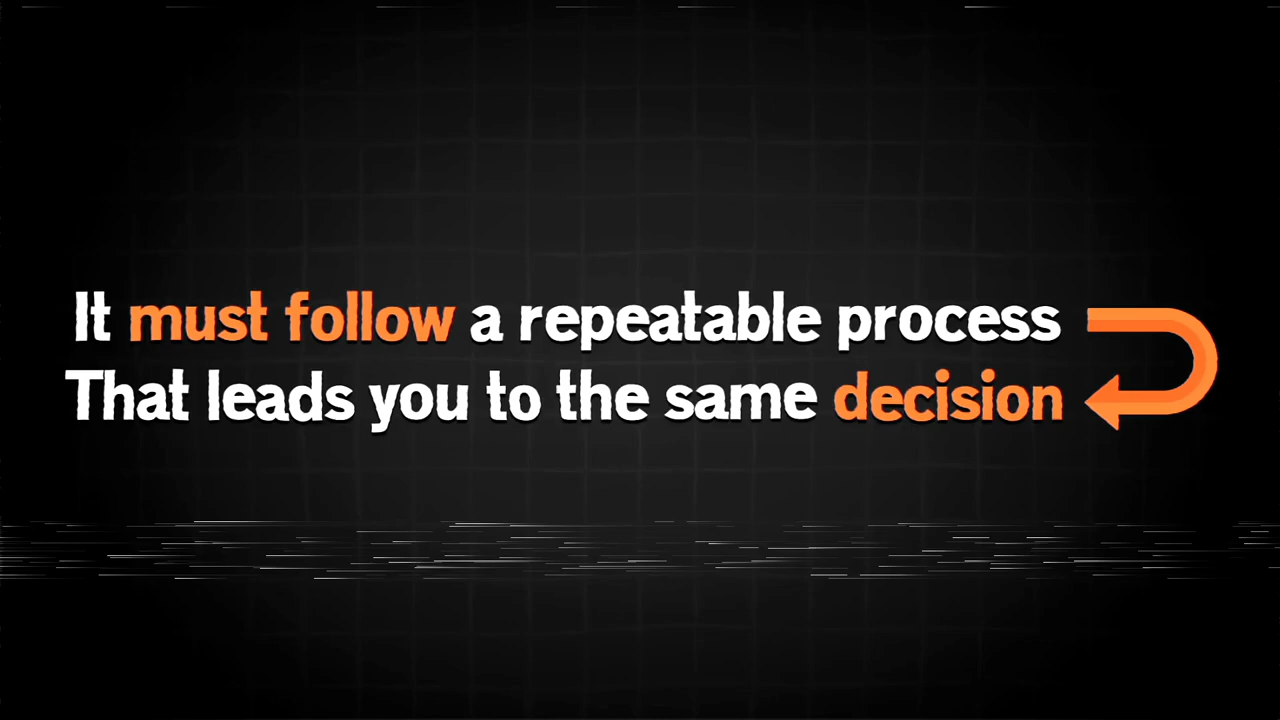 It must follow a repeatable process
That leads you to the same decision